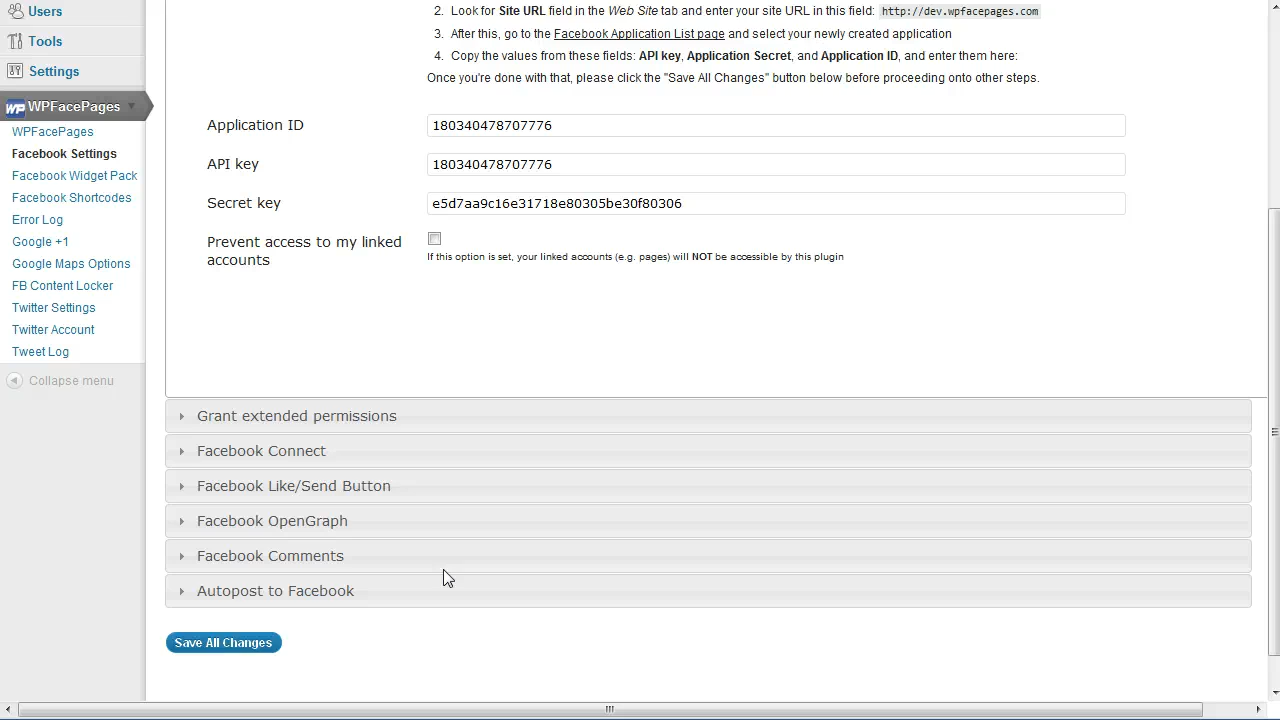 Users
Tools
Settings
WP WPFacePages
WPFacePages
Facebook Settings
Facebook Widget Pack
Facebook Shortcodes
Error Log
Google +1
Google Maps Options
FB Content Locker
Twitter Settings
Twitter Account
Tweet Log
Collapse menu
2. Look for Site URL field in the Web Site tab and enter your site URL in this field: http://dev.wpfacepages.com
3. After this, go to the Facebook Application List page and select your newly created application
4. Copy the values from these fields: API key, Application Secret, and Application ID, and enter them here:
Once you're done with that, please click the "Save All Changes" button below before proceeding onto other steps.
Application ID 180340478707776
API key 180340478707776
Secret key e5d7aa9c16e31718e80305be30f80306
Prevent access to my linked
accounts
If this option is set, your linked accounts (e.g. pages) will NOT be accessible by this plugin
Grant extended permissions
Facebook Connect
Facebook Like/Send Button
Facebook OpenGraph
Facebook Comments
Autopost to Facebook
Save All Changes